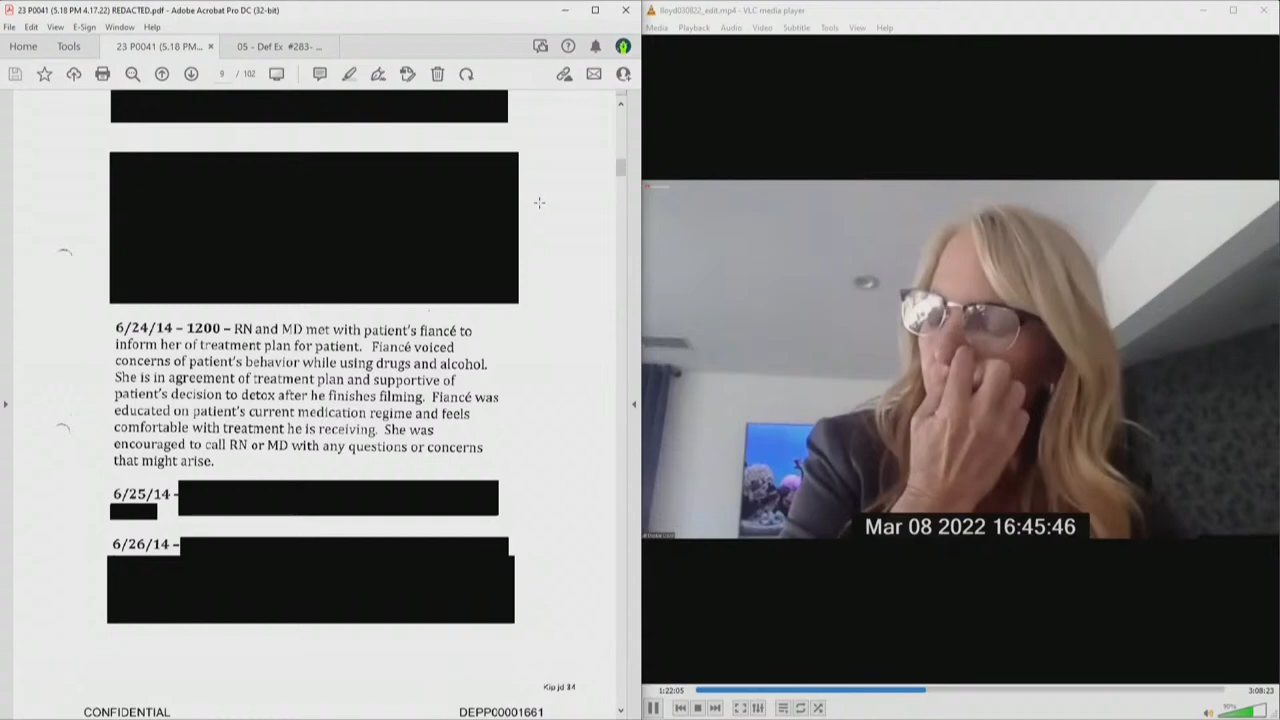 23 P0041 (5.18 PM 4.17.22) REDACTED.pdf - Adobe Acrobat Pro DC (32-bit)
File Edit View E-Sign Window Help
Home Tools 23 P0041 (5.18 PM... × 05 - Def Ex #283- ...
9 / 102
6/24/14 – 1200 – RN and MD met with patient's fiancé to
inform her of treatment plan for patient. Fiancé voiced
concerns of patient's behavior while using drugs and alcohol.
She is in agreement of treatment plan and supportive of
patient's decision to detox after he finishes filming. Fiancé was
educated on patient's current medication regime and feels
comfortable with treatment he is receiving. She was
encouraged to call RN or MD with any questions or concerns
that might arise.
6/25/14 –
6/26/14 –
Kip jd 34
CONFIDENTIAL DEPP00001661
lloyd030822_edit.mp4 - VLC media player
Media Playback Audio Video Subtitle Tools View Help
Mar 08 2022 16:45:46
1:22:05 3:08:23